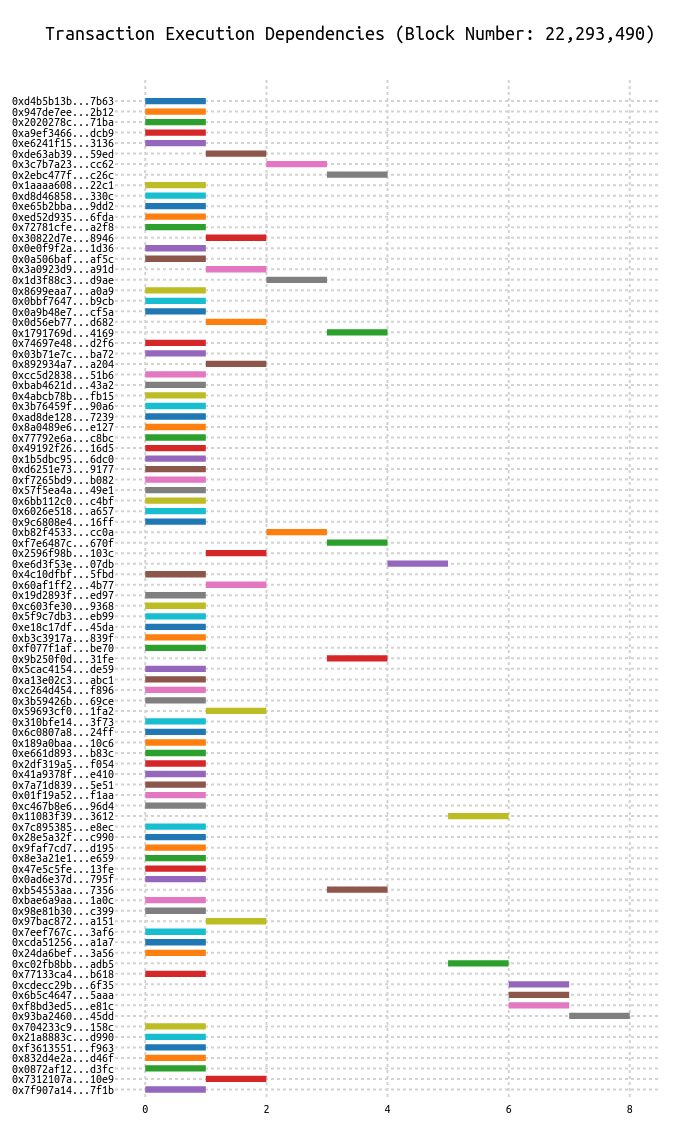 Transaction Execution Dependencies (Block Number: 22,293,490)
0xd4b5b13b...7b63
0x947de7ee...2b12
0x2020278c...71ba
0xa9ef3466...dcb9
0xe6241f15...3136
0xde63ab39...59ed
0x3c7b7a23...cc62
0x2ebc477f...c26c
0x1aaaa608...22c1
0xd8d46858...330c
0xe65b2bba...9dd2
0xed52d935...6fda
0x72781cfe...a2f8
0x30822d7e...8946
0x0e0f9f2a...1d36
0x0a506baf...af5c
0x3a0923d9...a91d
0x1d3f88c3...d9ae
0x8699eaa7...a0a9
0x0bbf7647...b9cb
0x0a9b48e7...cf5a
0x0d56eb77...d682
0x1791769d...4169
0x74697e48...d2f6
0x03b71e7c...ba72
0x892934a7...a204
0xcc5d2838...51b6
0xbab4621d...43a2
0x4abcb78b...fb15
0x3b76459f...90a6
0xad8de128...7239
0x8a0489e6...e127
0x77792e6a...c8bc
0x49192f26...16d5
0x1b5dbc95...6dc0
0xd6251e73...9177
0xf7265bd9...b082
0x57f5ea4a...49e1
0x6bb112c0...c4bf
0x6026e518...a657
0x9c6808e4...16ff
0xb82f4533...cc0a
0xf7e6487c...670f
0x2596f98b...103c
0xe6d3f53e...07db
0x4c10dfbf...5fbd
0x60af1ff2...4b77
0x19d2893f...ed97
0xc603fe30...9368
0x5f9c7db3...eb99
0xe18c17df...45da
0xb3c3917a...839f
0xf077f1af...be70
0x9b250f0d...31fe
0x5cac4154...de59
0xa13e02c3...abc1
0xc264d454...f896
0x3b59426b...69ce
0x59693cf0...1fa2
0x310bfe14...3f73
0x6c0807a8...24ff
0x189a0baa...10c6
0xe661d893...b83c
0x2df319a5...f054
0x41a9378f...e410
0x7a71d839...5e51
0x01f19a52...f1aa
0xc467b8e6...96d4
0x11083f39...3612
0x7c895385...e8ec
0x28e5a32f...c990
0x9faf7cd7...d195
0x8e3a21e1...e659
0x47e5c5fe...13fe
0x0ad6e37d...795f
0xb54553aa...7356
0xbae6a9aa...1a0c
0x98e81b30...c399
0x97bac872...a151
0x7eef767c...3af6
0xcda51256...a1a7
0x24da6bef...3a56
0xc02fb8bb...adb5
0x77133ca4...b618
0xcdecc29b...6f35
0x6b5c4647...5aaa
0xf8bd3ed5...e81c
0x93ba2460...45dd
0x704233c9...158c
0x21a8883c...d990
0xf3613551...f963
0x832d4e2a...d46f
0x0872af12...d3fc
0x7312107a...10e9
0x7f907a14...7f1b
0 2 4 6 8